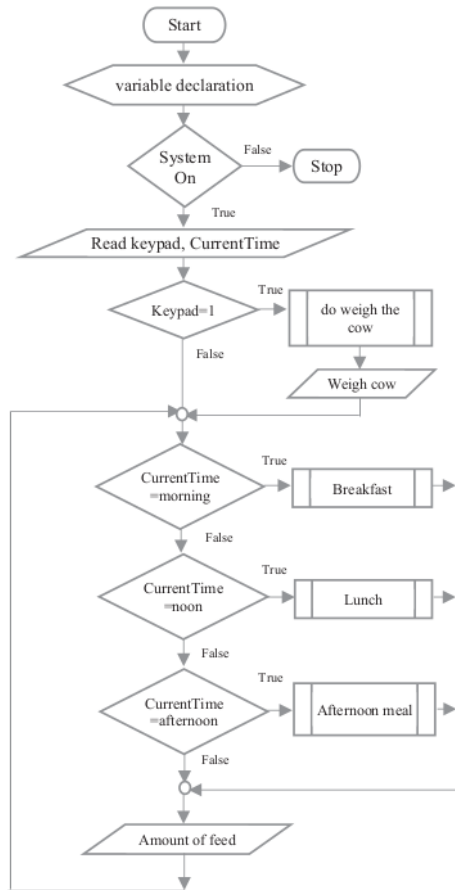 Start
variable declaration
System
On
False
Stop
True
Read keypad, CurrentTime
Keypad=1
True
do weigh the
cow
False
Weigh cow
CurrentTime
=morning
True
Breakfast
False
CurrentTime
=noon
True
Lunch
False
CurrentTime
=afternoon
True
Afternoon meal
False
Amount of feed